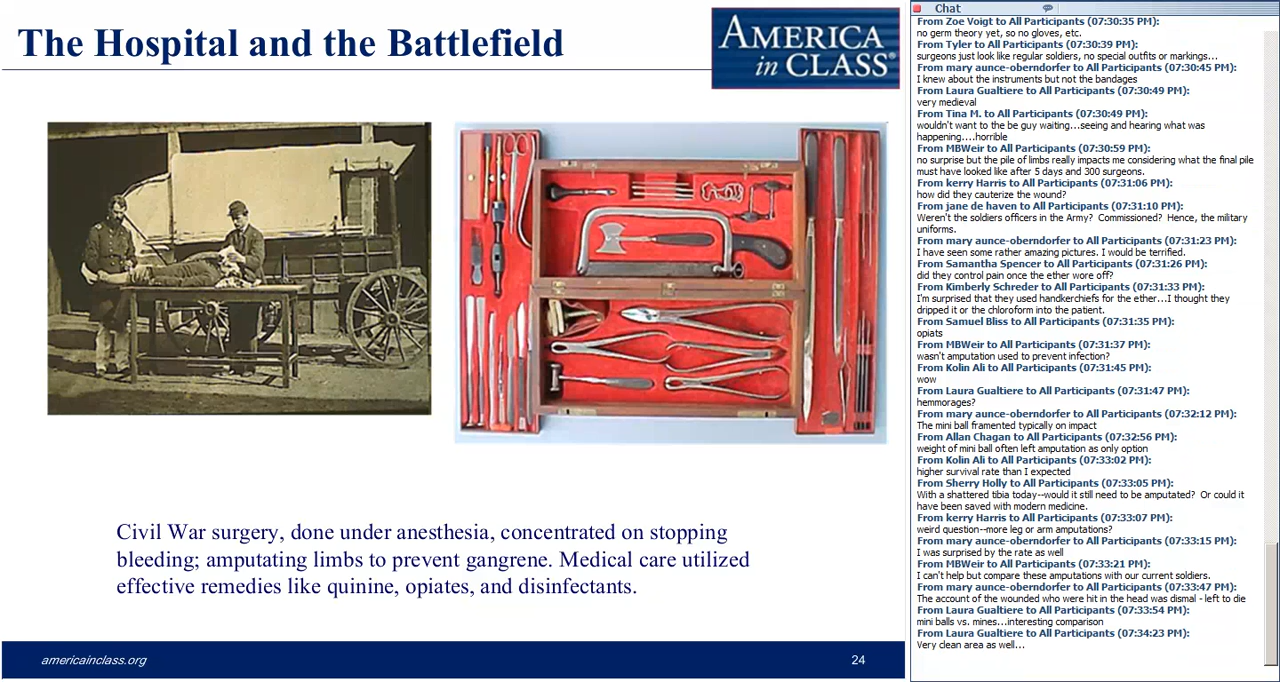 The Hospital and the Battlefield
AMERICA
in CLASS®
Civil War surgery, done under anesthesia, concentrated on stopping
bleeding; amputating limbs to prevent gangrene. Medical care utilized
effective remedies like quinine, opiates, and disinfectants.
americainclass.org
24
Chat
From Zoe Voigt to All Participants (07:30:35 PM):
no germ theory yet, so no gloves, etc.
From Tyler to All Participants (07:30:39 PM):
surgeons just look like regular soldiers, no special outfits or markings...
From mary aunce-oberndorfer to All Participants (07:30:45 PM):
I knew about the instruments but not the bandages
From Laura Gualtiere to All Participants (07:30:49 PM):
very medieval
From Tina M. to All Participants (07:30:49 PM):
wouldn't want to the be guy waiting...seeing and hearing what was
happening....horrible
From MBWeir to All Participants (07:30:59 PM):
no surprise but the pile of limbs really impacts me considering what the final pile
must have looked like after 5 days and 300 surgeons.
From kerry Harris to All Participants (07:31:06 PM):
how did they cauterize the wound?
From jane de haven to All Participants (07:31:10 PM):
Weren't the soldiers officers in the Army? Commissioned? Hence, the military
uniforms.
From mary aunce-oberndorfer to All Participants (07:31:23 PM):
I have seen some rather amazing pictures. I would be terrified.
From Samantha Spencer to All Participants (07:31:26 PM):
did they control pain once the ether wore off?
From Kimberly Schreder to All Participants (07:31:33 PM):
I'm surprised that they used handkerchiefs for the ether...I thought they
dripped it or the chloroform into the patient.
From Samuel Bliss to All Participants (07:31:35 PM):
opiats
From MBWeir to All Participants (07:31:37 PM):
wasn't amputation used to prevent infection?
From Kolin Ali to All Participants (07:31:45 PM):
wow
From Laura Gualtiere to All Participants (07:31:47 PM):
hemmorages?
From mary aunce-oberndorfer to All Participants (07:32:12 PM):
The mini ball framented typically on impact
From Allan Chagan to All Participants (07:32:56 PM):
weight of mini ball often left amputation as only option
From Kolin Ali to All Participants (07:33:02 PM):
higher survival rate than I expected
From Sherry Holly to All Participants (07:33:05 PM):
With a shattered tibia today--would it still need to be amputated? Or could it
have been saved with modern medicine.
From kerry Harris to All Participants (07:33:07 PM):
weird question--more leg or arm amputations?
From mary aunce-oberndorfer to All Participants (07:33:15 PM):
I was surprised by the rate as well
From MBWeir to All Participants (07:33:21 PM):
I can't help but compare these amputations with our current soldiers.
From mary aunce-oberndorfer to All Participants (07:33:47 PM):
The account of the wounded who were hit in the head was dismal - left to die
From Laura Gualtiere to All Participants (07:33:54 PM):
mini balls vs. mines...interesting comparison
From Laura Gualtiere to All Participants (07:34:23 PM):
Very clean area as well...